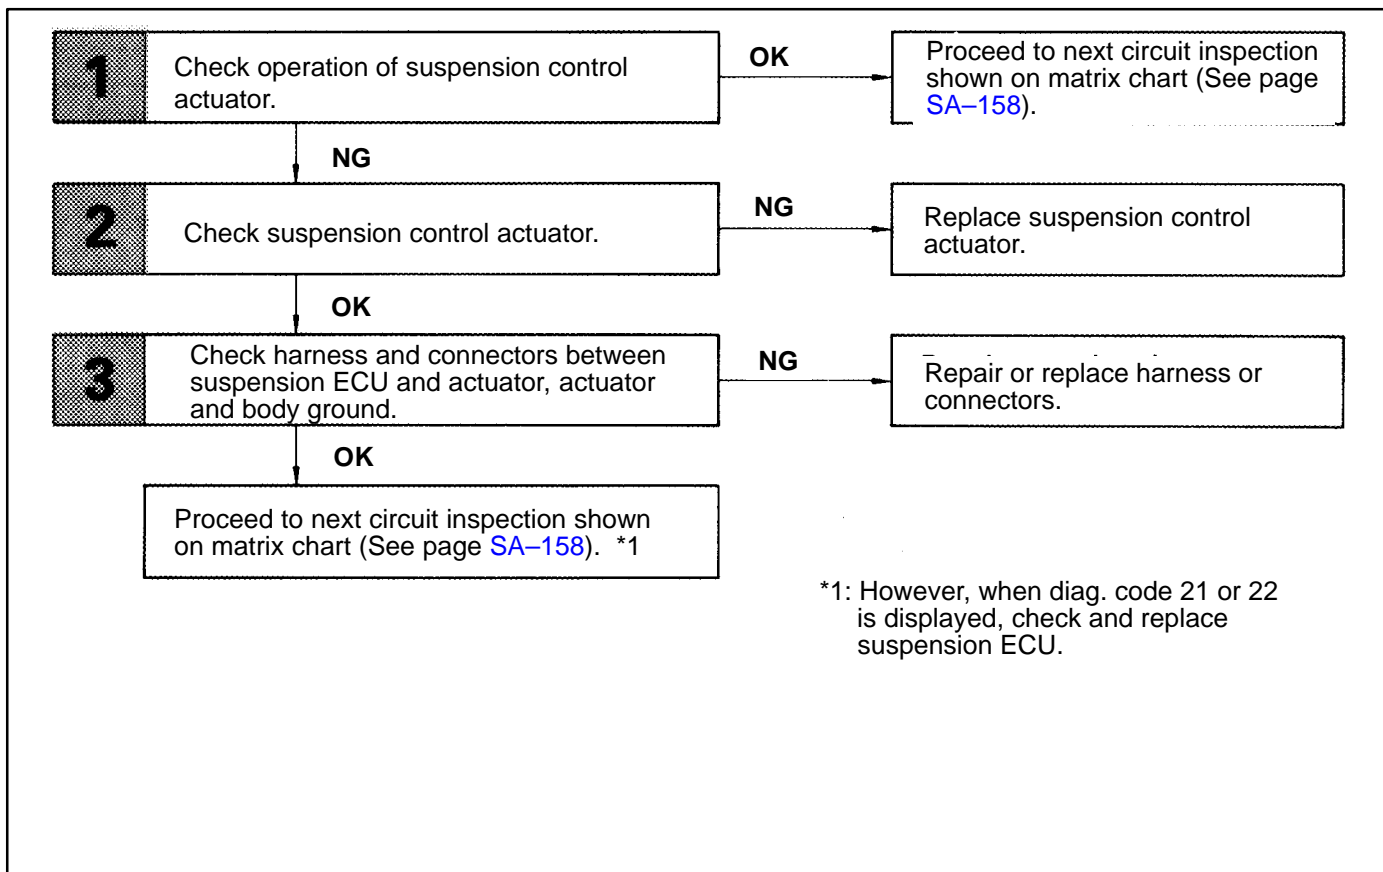 1
Check operation of suspension control
actuator.
OK
Proceed to next circuit inspection
shown on matrix chart (See page
SA–158).
NG
2
Check suspension control actuator.
NG
Replace suspension control
actuator.
OK
3
Check harness and connectors between
suspension ECU and actuator, actuator
and body ground.
NG
Repair or replace harness or
connectors.
OK
Proceed to next circuit inspection shown
on matrix chart (See page SA–158). *1
*1: However, when diag. code 21 or 22
is displayed, check and replace
suspension ECU.